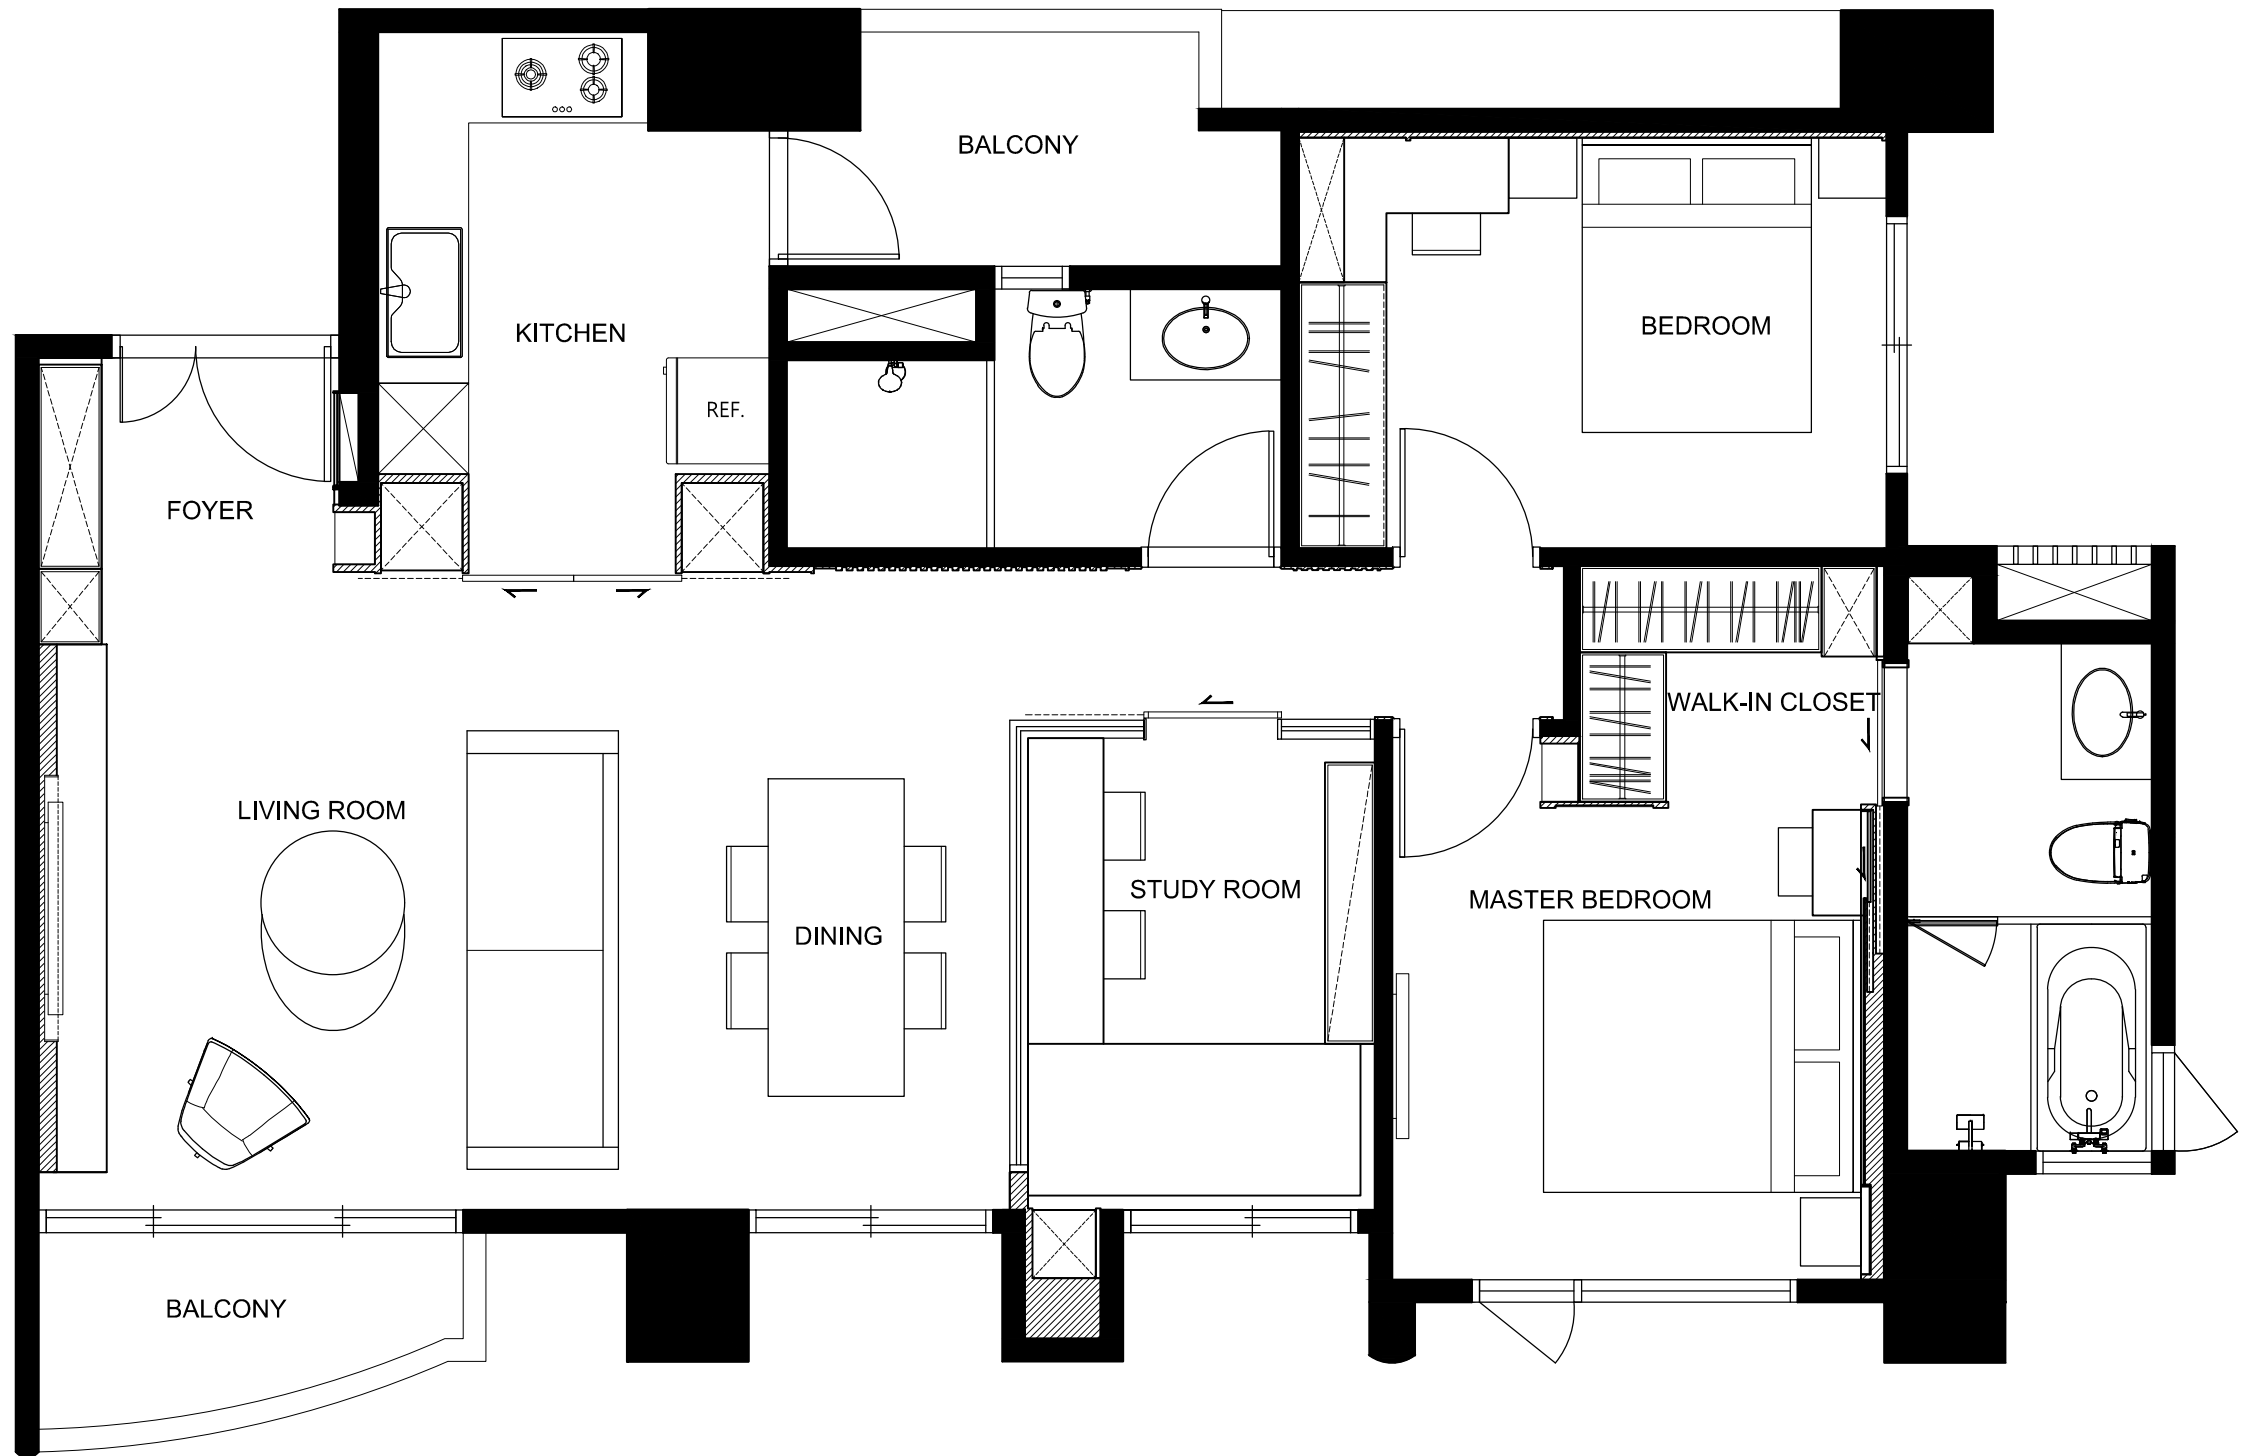 BALCONY
KITCHEN
BEDROOM
REF.
FOYER
WALK-IN CLOSET
LIVING ROOM
STUDY ROOM
MASTER BEDROOM
DINING
BALCONY